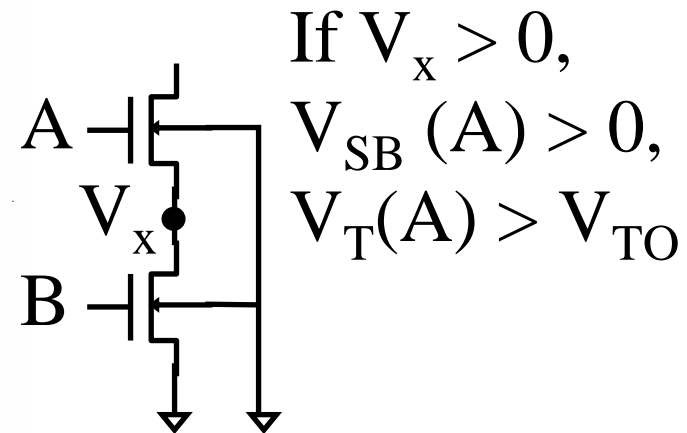 If Vx > 0,
A
VSB (A) > 0,
Vx
VT(A) > VTO
B